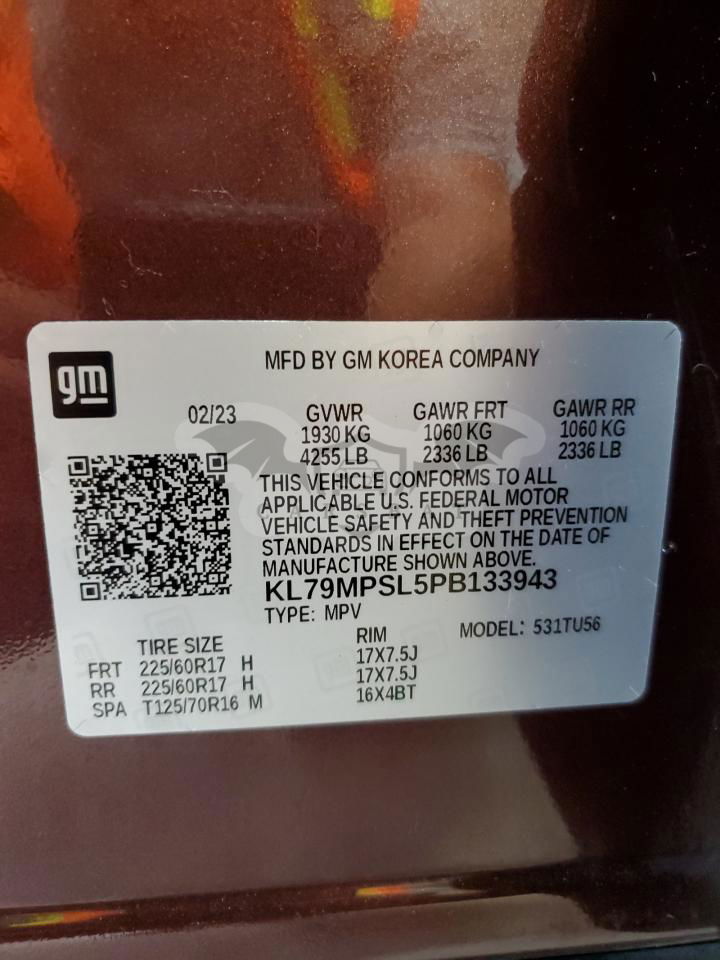 gm
MFD BY GM KOREA COMPANY
02/23 GVWR GAWR FRT GAWR RR
1930 KG 1060 KG 1060 KG
4255 LB 2336 LB 2336 LB
THIS VEHICLE CONFORMS TO ALL
APPLICABLE U.S. FEDERAL MOTOR
VEHICLE SAFETY AND THEFT PREVENTION
STANDARDS IN EFFECT ON THE DATE OF
MANUFACTURE SHOWN ABOVE.
KL79MPSL5PB133943
TYPE: MPV MODEL: 531TU56
TIRE SIZE RIM
FRT 225/60R17 H 17X7.5J
RR 225/60R17 H 17X7.5J
SPA T125/70R16 M 16X4BT